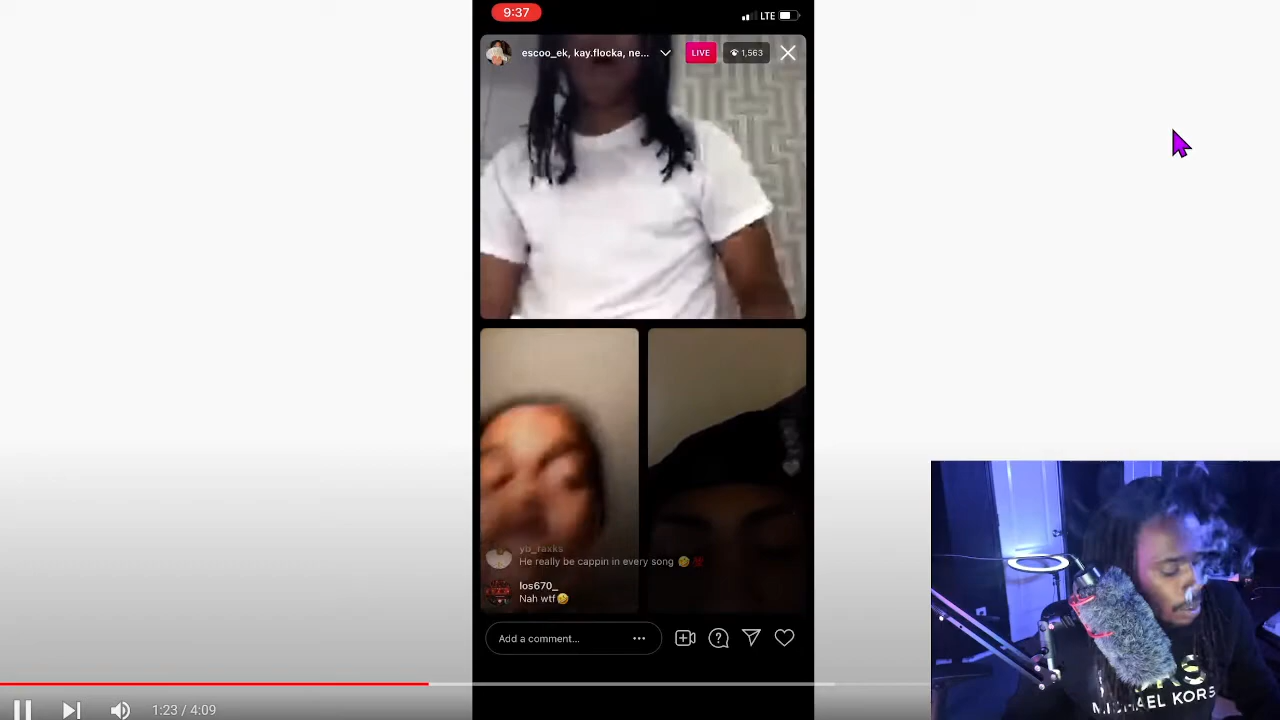 9:37
LTE
escoo_ek, kay.flocka, ne...
LIVE
1,563
yb_faxks
He really be cappin in every song 🤣
los670_
Nah wtf🤣
Add a comment...
1:23 / 4:09
MICHAEL KORS